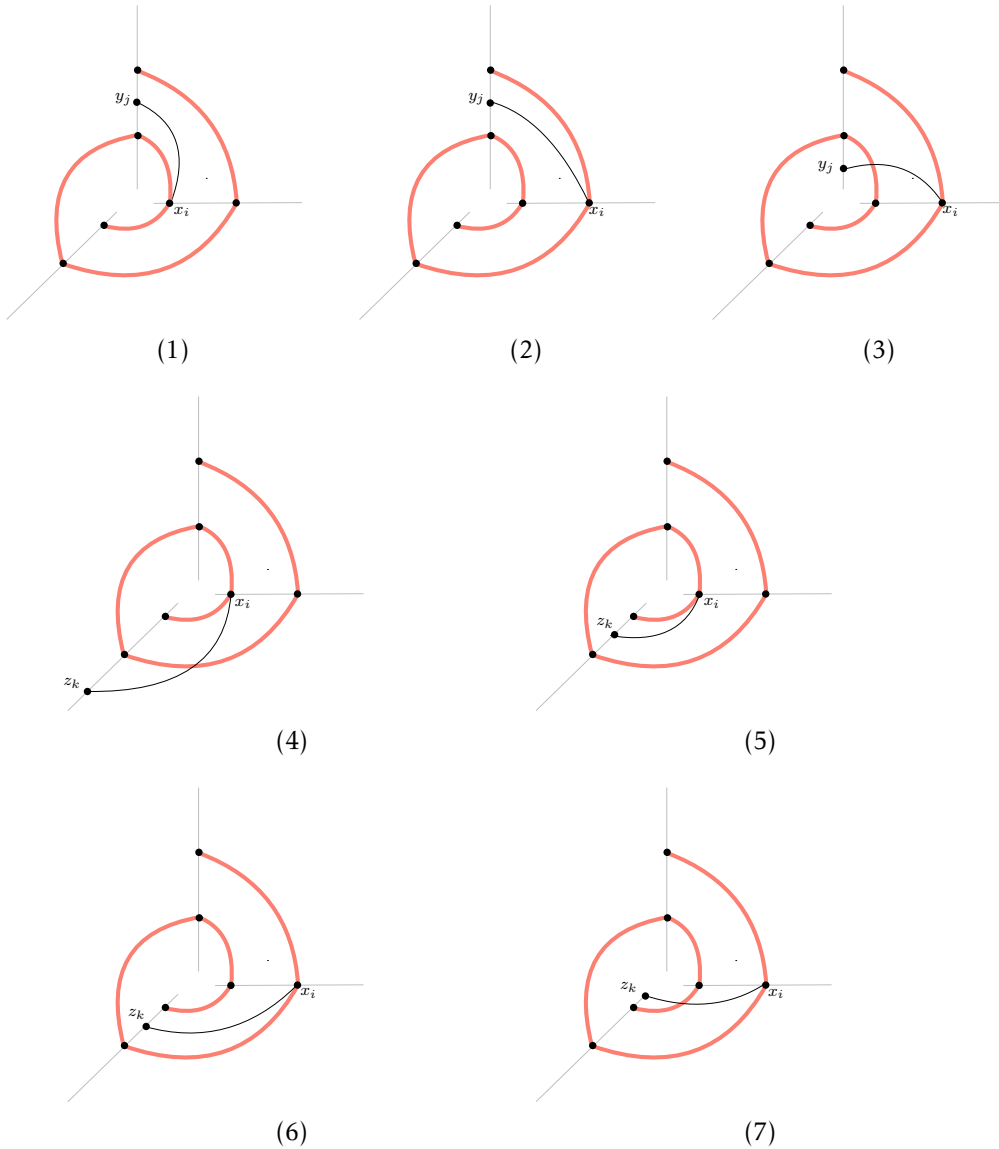 $y_j$ $x_i$ $y_j$ $x_i$ $y_j$ $x_i$
(1) (2) (3)
$x_i$ $z_k$ $z_k$ $x_i$
(4) (5)
$z_k$ $x_i$ $z_k$ $x_i$
(6) (7)